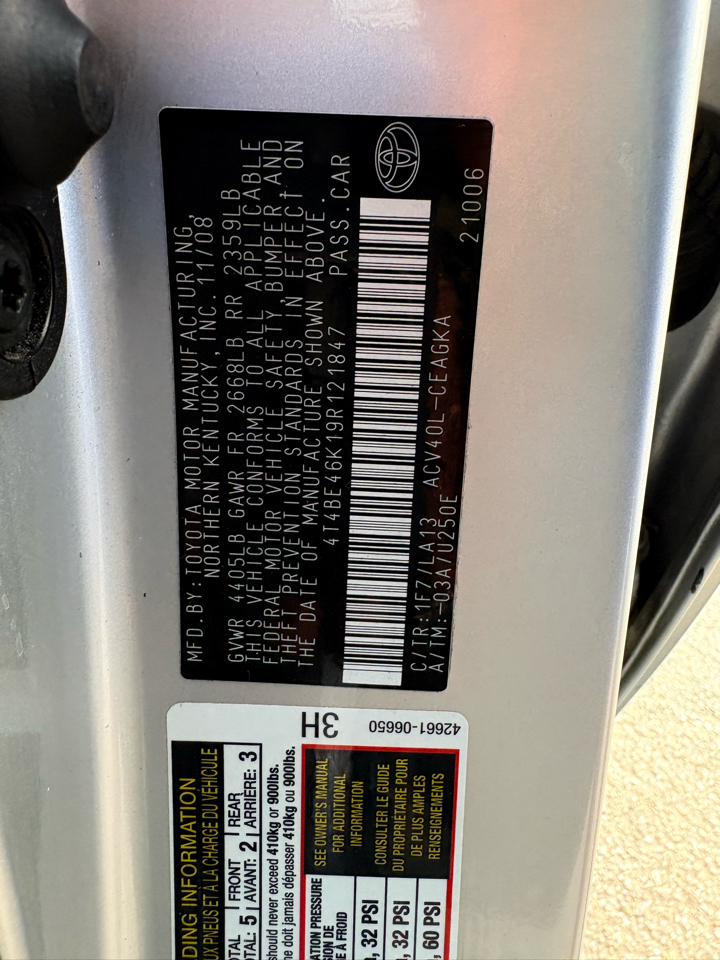 MFD.BY: TOYOTA MOTOR MANUFACTURING,
NORTHERN KENTUCKY, INC. 11/08
GVWR 4405LB GAWR FR 2668LB RR 2359LB
THIS VEHICLE CONFORMS TO ALL APPLICABLE
FEDERAL MOTOR VEHICLE SAFETY, BUMPER AND
THEFT PREVENTION STANDARDS IN EFFECT ON
THE DATE OF MANUFACTURE SHOWN ABOVE.
4T4BE46K19R121847 PASS.CAR
C/TR:1F7/LA13 ACV40L-CEAGKA
A/TM:-03A/U250E 21006
DING INFORMATION
UX PNEUS ET À LA CHARGE DU VÉHICULE
OTAL: 5 FRONT 2 REAR 3
OTAL: AVANT: ARRIÈRE:
should never exceed 410kg or 900lbs.
ne doit jamais dépasser 410kg ou 900lbs.
3H
42661-06650
ATION PRESSURE
SION DE
E À FROID
SEE OWNER'S MANUAL
FOR ADDITIONAL
INFORMATION
CONSULTER LE GUIDE
DU PROPRIÉTAIRE POUR
DE PLUS AMPLES
RENSEIGNEMENTS
, 32 PSI
, 32 PSI
, 60 PSI